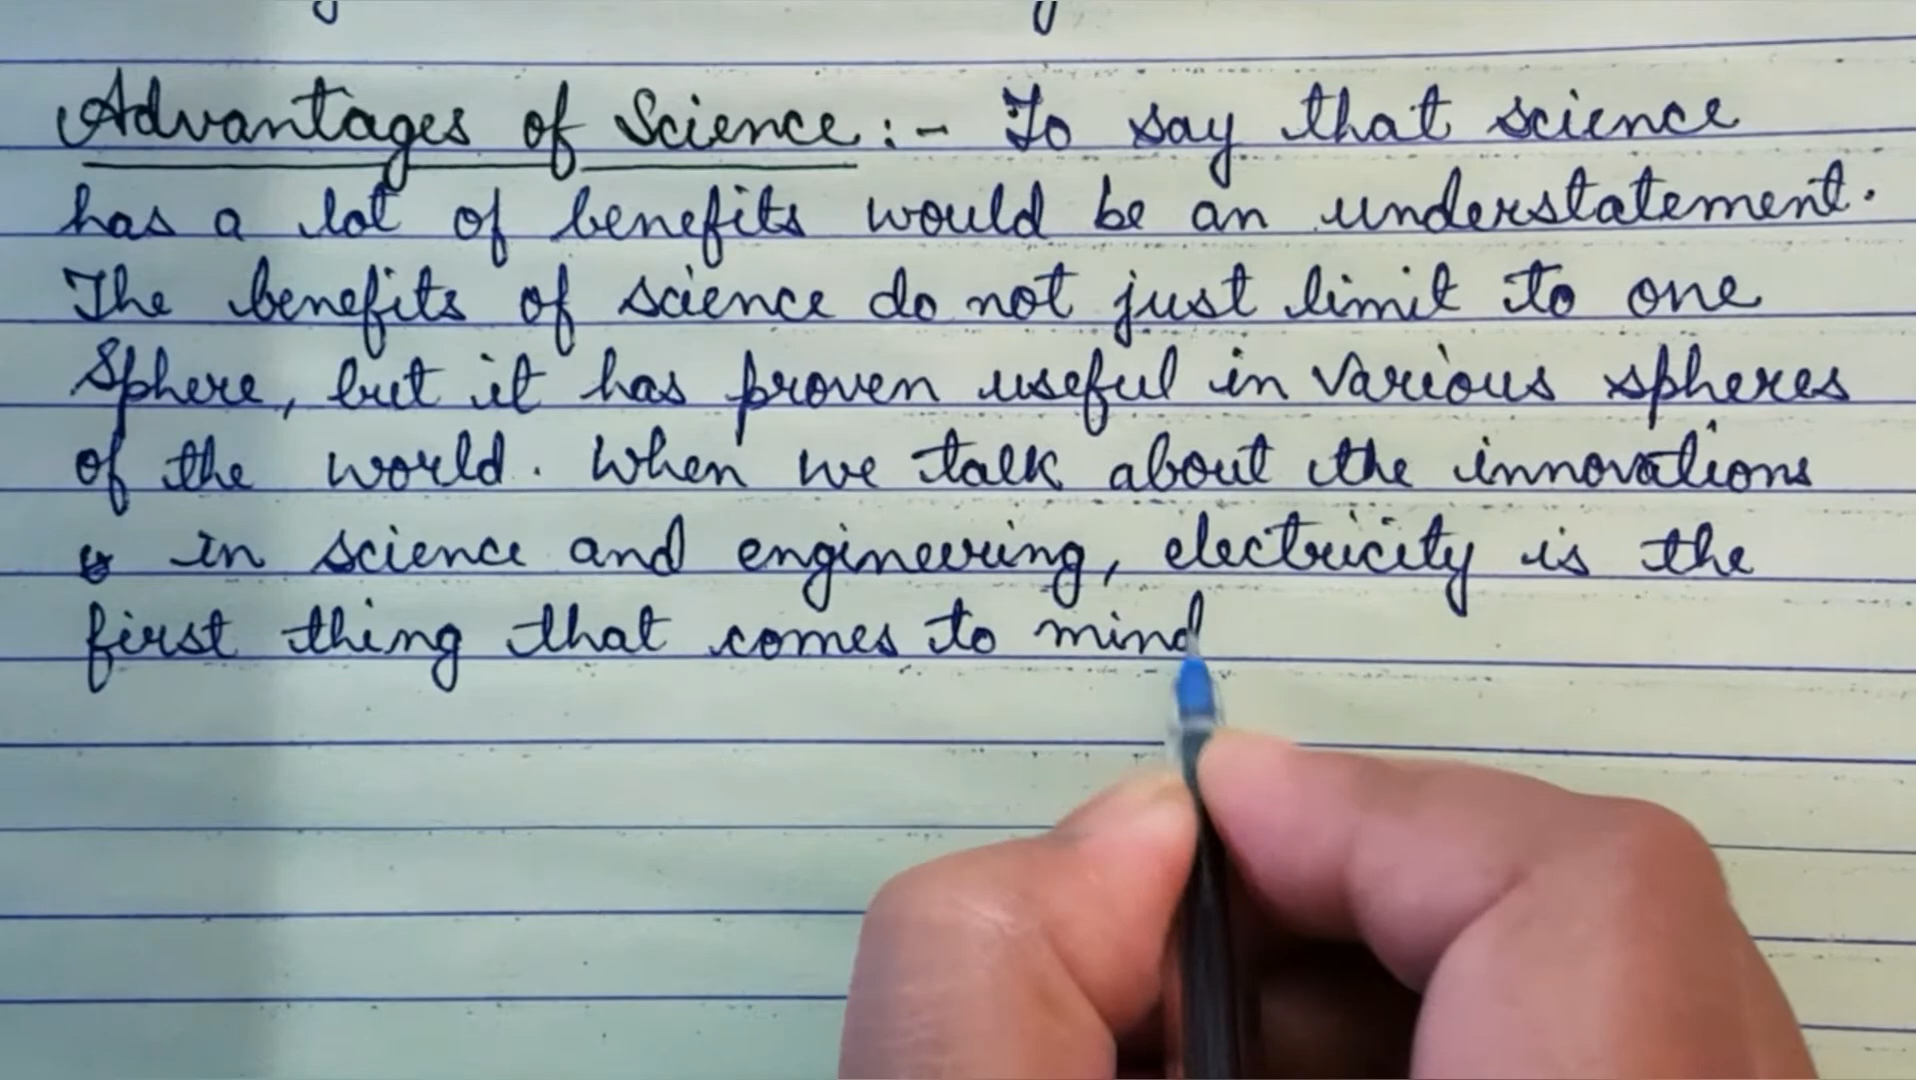 Advantages of Science :- To say that science
has a lot of benefits would be an understatement.
The benefits of science do not just limit to one
Sphere, but it has proven useful in various spheres
of the world. When we talk about the innovations
in science and engineering, electricity is the
first thing that comes to mind